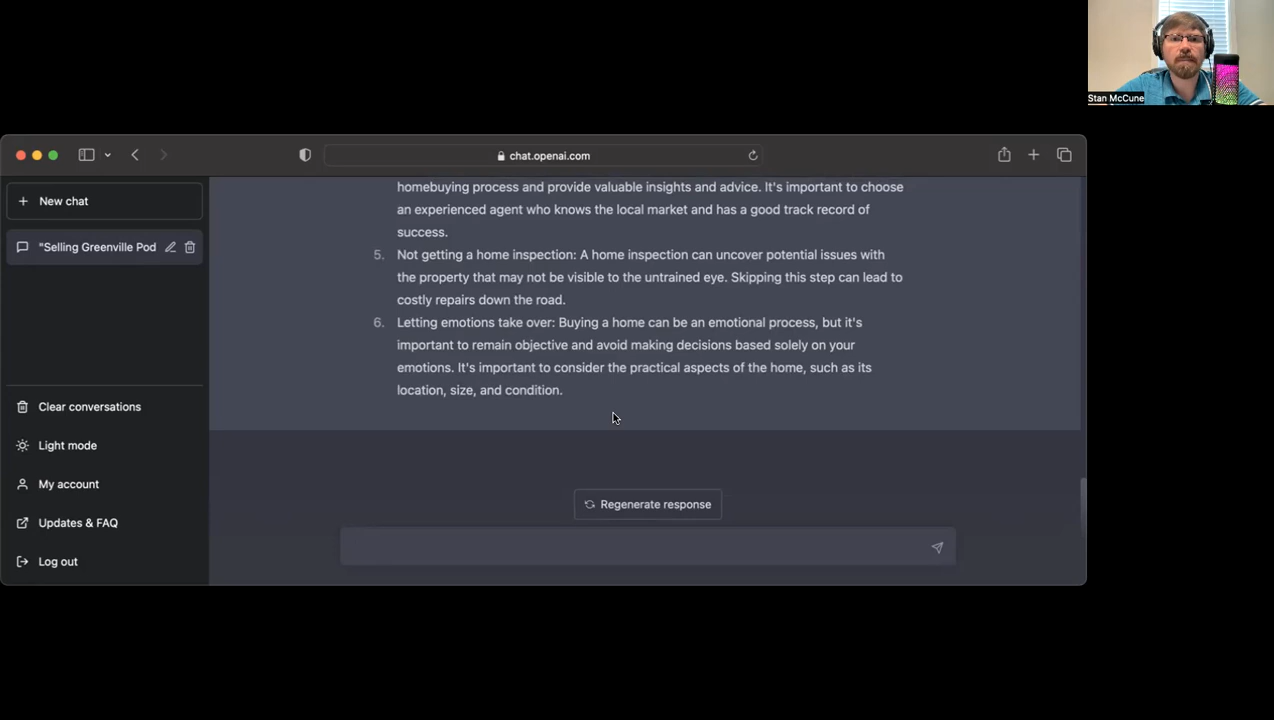 Stan McCune
chat.openai.com
New chat
"Selling Greenville Pod
homebuying process and provide valuable insights and advice. It's important to choose
an experienced agent who knows the local market and has a good track record of
success.
5. Not getting a home inspection: A home inspection can uncover potential issues with
the property that may not be visible to the untrained eye. Skipping this step can lead to
costly repairs down the road.
6. Letting emotions take over: Buying a home can be an emotional process, but it's
important to remain objective and avoid making decisions based solely on your
emotions. It's important to consider the practical aspects of the home, such as its
location, size, and condition.
Clear conversations
Light mode
My account
Updates & FAQ
Log out
Regenerate response